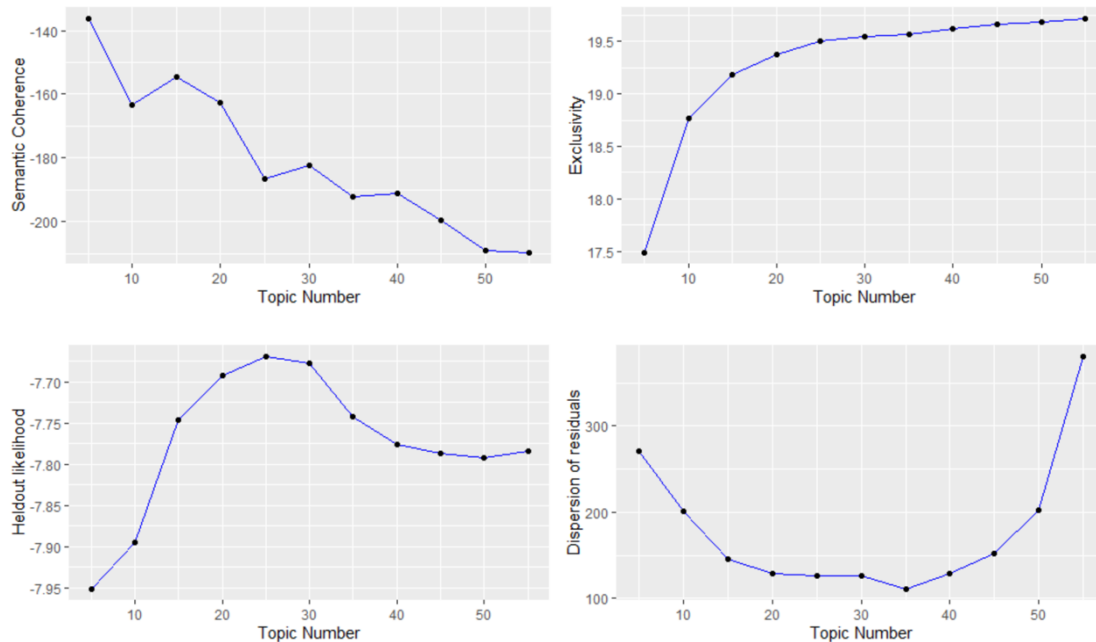 -140
-160
-180
-200
Semantic Coherence
10 20 30 40 50
Topic Number
19.5
19.0
18.5
18.0
17.5
Exclusivity
10 20 30 40 50
Topic Number
-7.70
-7.75
-7.80
-7.85
-7.90
-7.95
Heldout likelihood
10 20 30 40 50
Topic Number
300
200
100
Dispersion of residuals
10 20 30 40 50
Topic Number